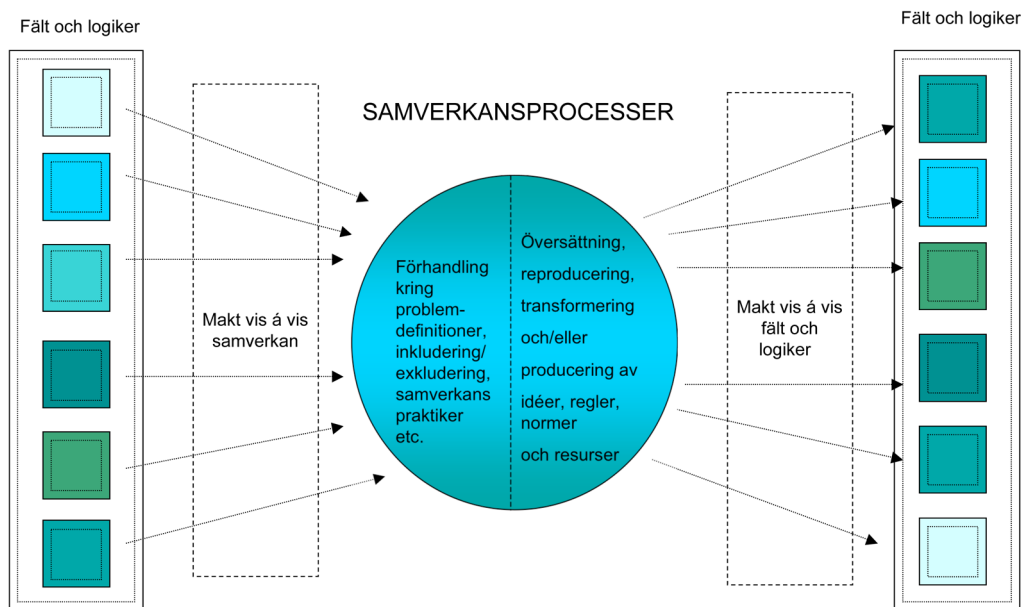 Fält och logiker
Fält och logiker
SAMVERKANSPROCESSER
Makt vis á vis
samverkan
Förhandling
kring
problem-
definitioner,
inkludering/
exkludering,
samverkans
praktiker
etc.
Översättning,
reproducering,
transformering
och/eller
producering av
idéer, regler,
normer
och resurser
Makt vis á vis
fält och
logiker